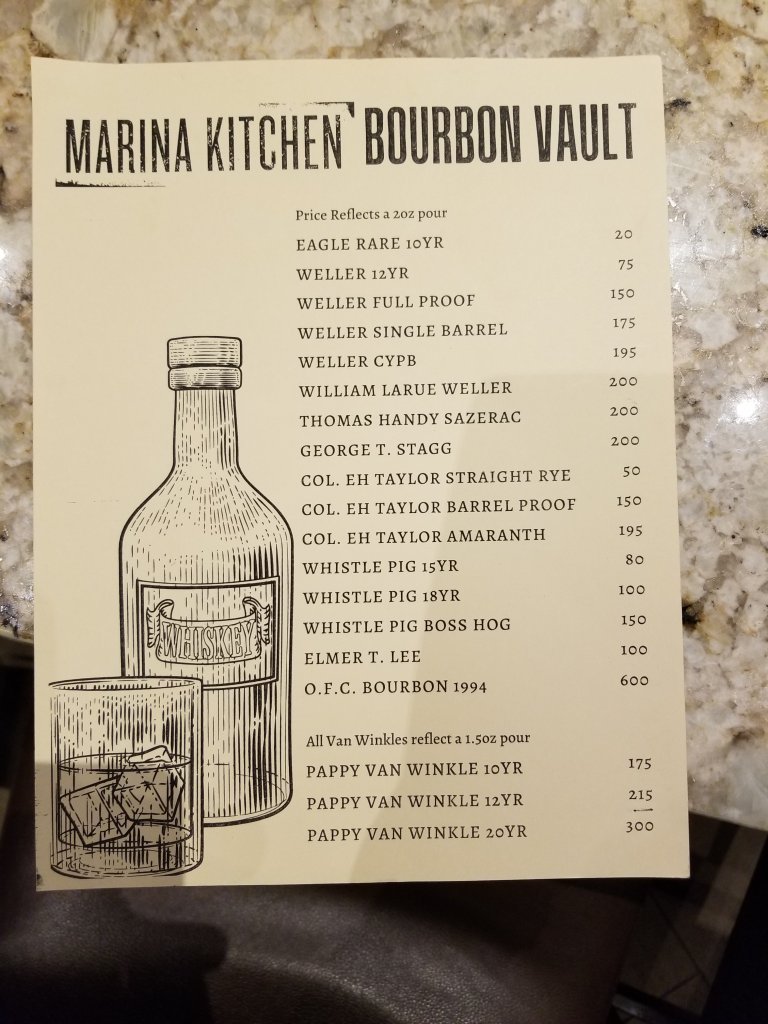 MARINA KITCHEN BOURBON VAULT
Price Reflects a 2oz pour
EAGLE RARE 10YR 20
WELLER 12YR 75
WELLER FULL PROOF 150
WELLER SINGLE BARREL 175
WELLER CYPB 195
WILLIAM LARUE WELLER 200
THOMAS HANDY SAZERAC 200
GEORGE T. STAGG 200
COL. EH TAYLOR STRAIGHT RYE 50
COL. EH TAYLOR BARREL PROOF 150
COL. EH TAYLOR AMARANTH 195
WHISTLE PIG 15YR 80
WHISTLE PIG 18YR 100
WHISTLE PIG BOSS HOG 150
ELMER T. LEE 100
O.F.C. BOURBON 1994 600
WHISKEY
All Van Winkles reflect a 1.5oz pour
PAPPY VAN WINKLE 10YR 175
PAPPY VAN WINKLE 12YR 215
PAPPY VAN WINKLE 20YR 300